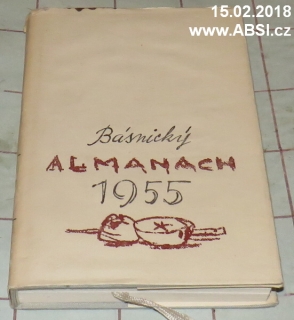 15.02.2018
www.ABSI.cz
Básnický
ALMANACH
1955